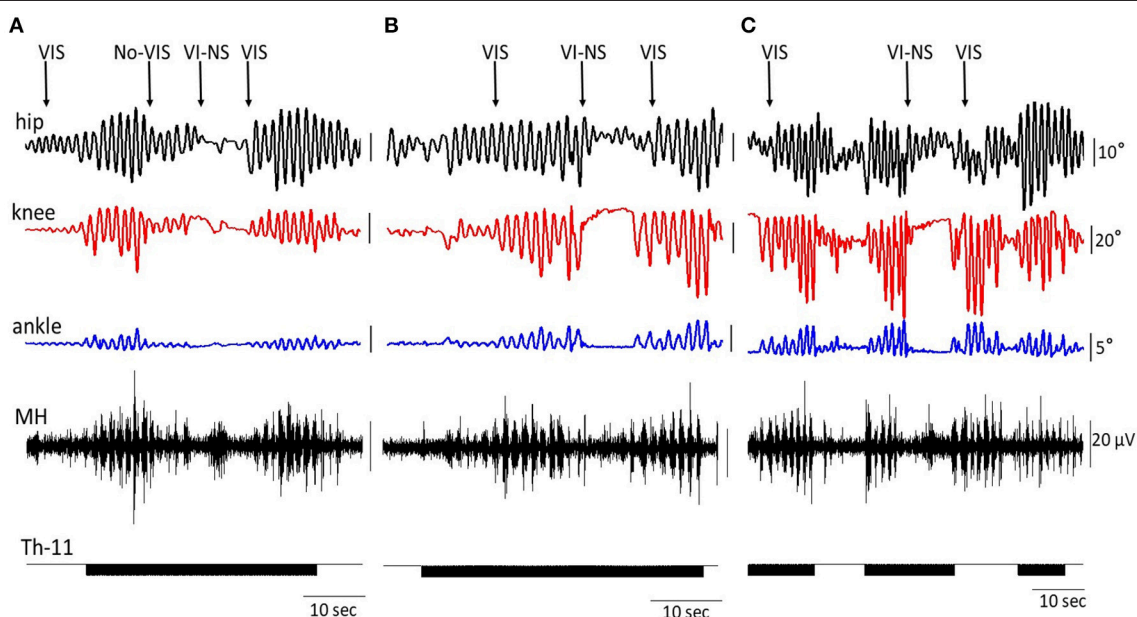 A B C
VIS No-VIS VI-NS VIS VIS VI-NS VIS VIS VI-NS VIS
hip
10°
knee
20°
ankle
5°
MH
20 µV
Th-11
10 sec 10 sec 10 sec